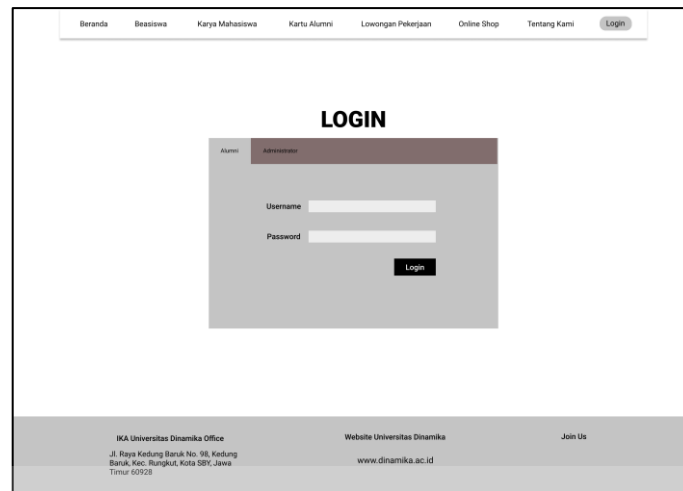 Beranda Beasiswa Karya Mahasiswa Kartu Alumni Lowongan Pekerjaan Online Shop Tentang Kami Login
LOGIN
Alumni Administrator
Username
Password
Login
IKA Universitas Dinamika Office Website Universitas Dinamika Join Us
Jl. Raya Kedung Baruk No. 98, Kedung
Baruk, Kec. Rungkut, Kota SBY, Jawa
Timur 60928
www.dinamika.ac.id